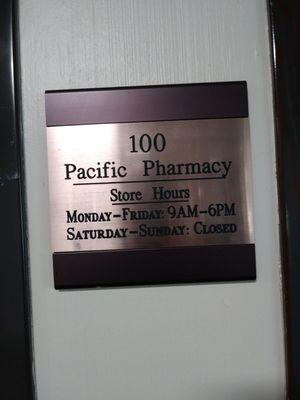 100
Pacific Pharmacy
Store Hours
Monday-Friday: 9AM-6PM
Saturday-Sunday: Closed